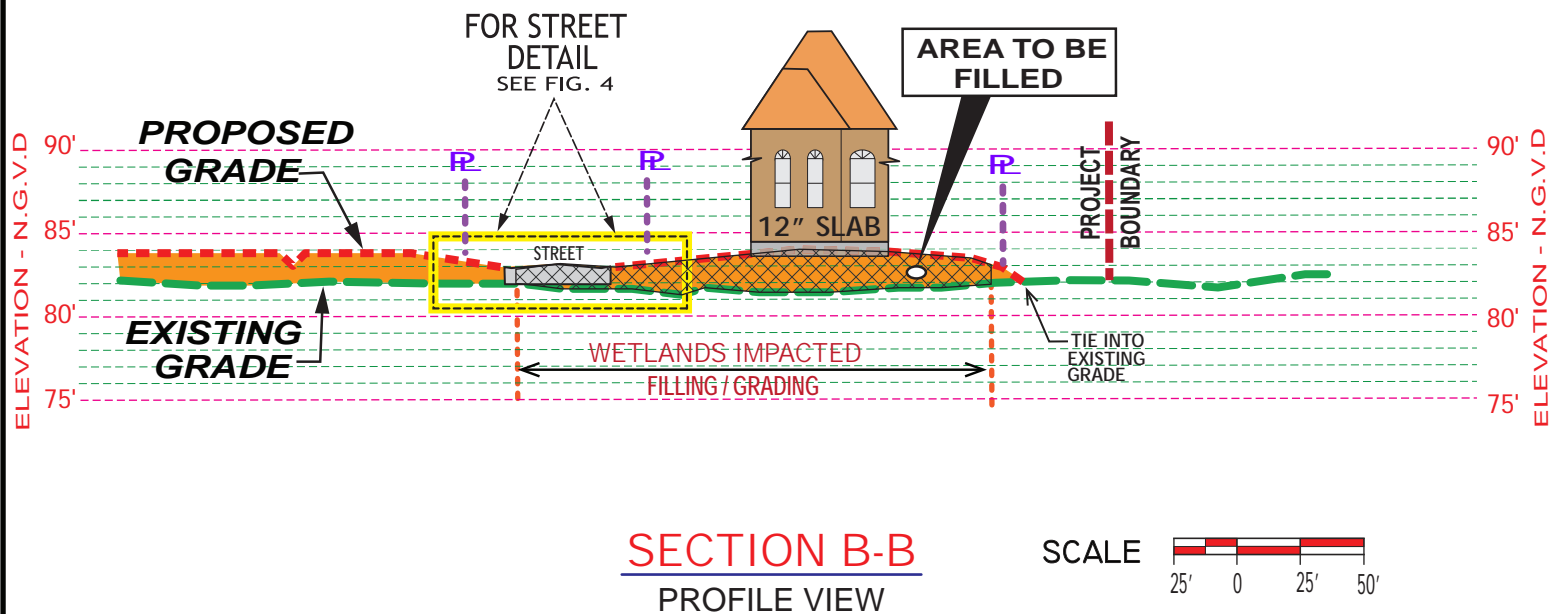 FOR STREET
DETAIL
SEE FIG. 4
AREA TO BE
FILLED
PROPOSED
GRADE
ELEVATION - N.G.V.D
90'
85'
80'
75'
PL
PL
PL
PROJECT
BOUNDARY
90'
85'
80'
75'
ELEVATION - N.G.V.D
12” SLAB
STREET
EXISTING
GRADE
WETLANDS IMPACTED
FILLING / GRADING
TIE INTO
EXISTING
GRADE
SECTION B-B
PROFILE VIEW
SCALE
25' 0 25' 50'